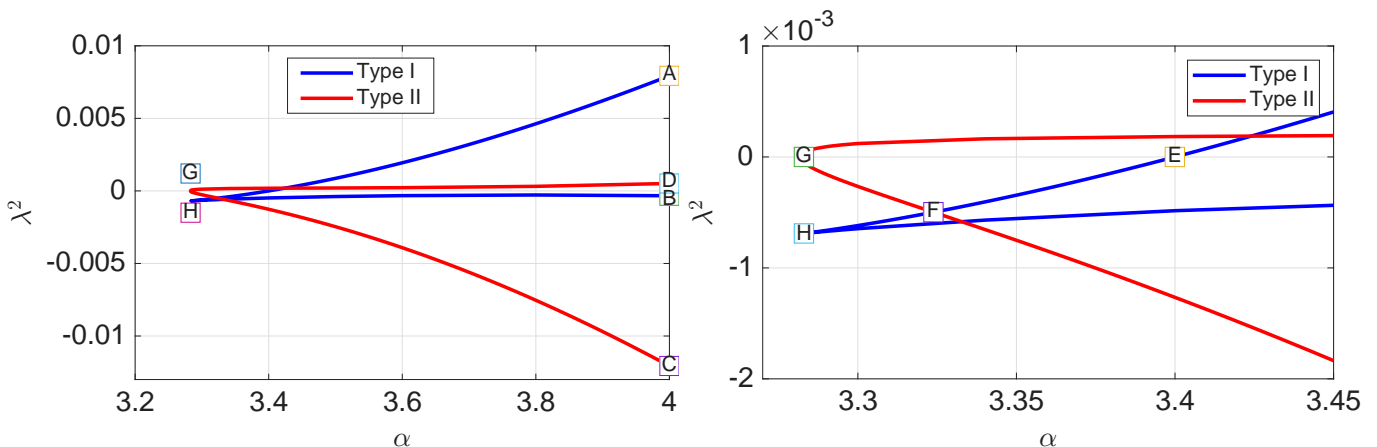 0.01
0.005
0
-0.005
-0.01
λ²
3.2
3.4
3.6
3.8
4
α
Type I
Type II
A
G
D
H
B
C
1 ×10⁻³
0
-1
-2
λ²
3.3
3.35
3.4
3.45
α
Type I
Type II
G
E
F
H